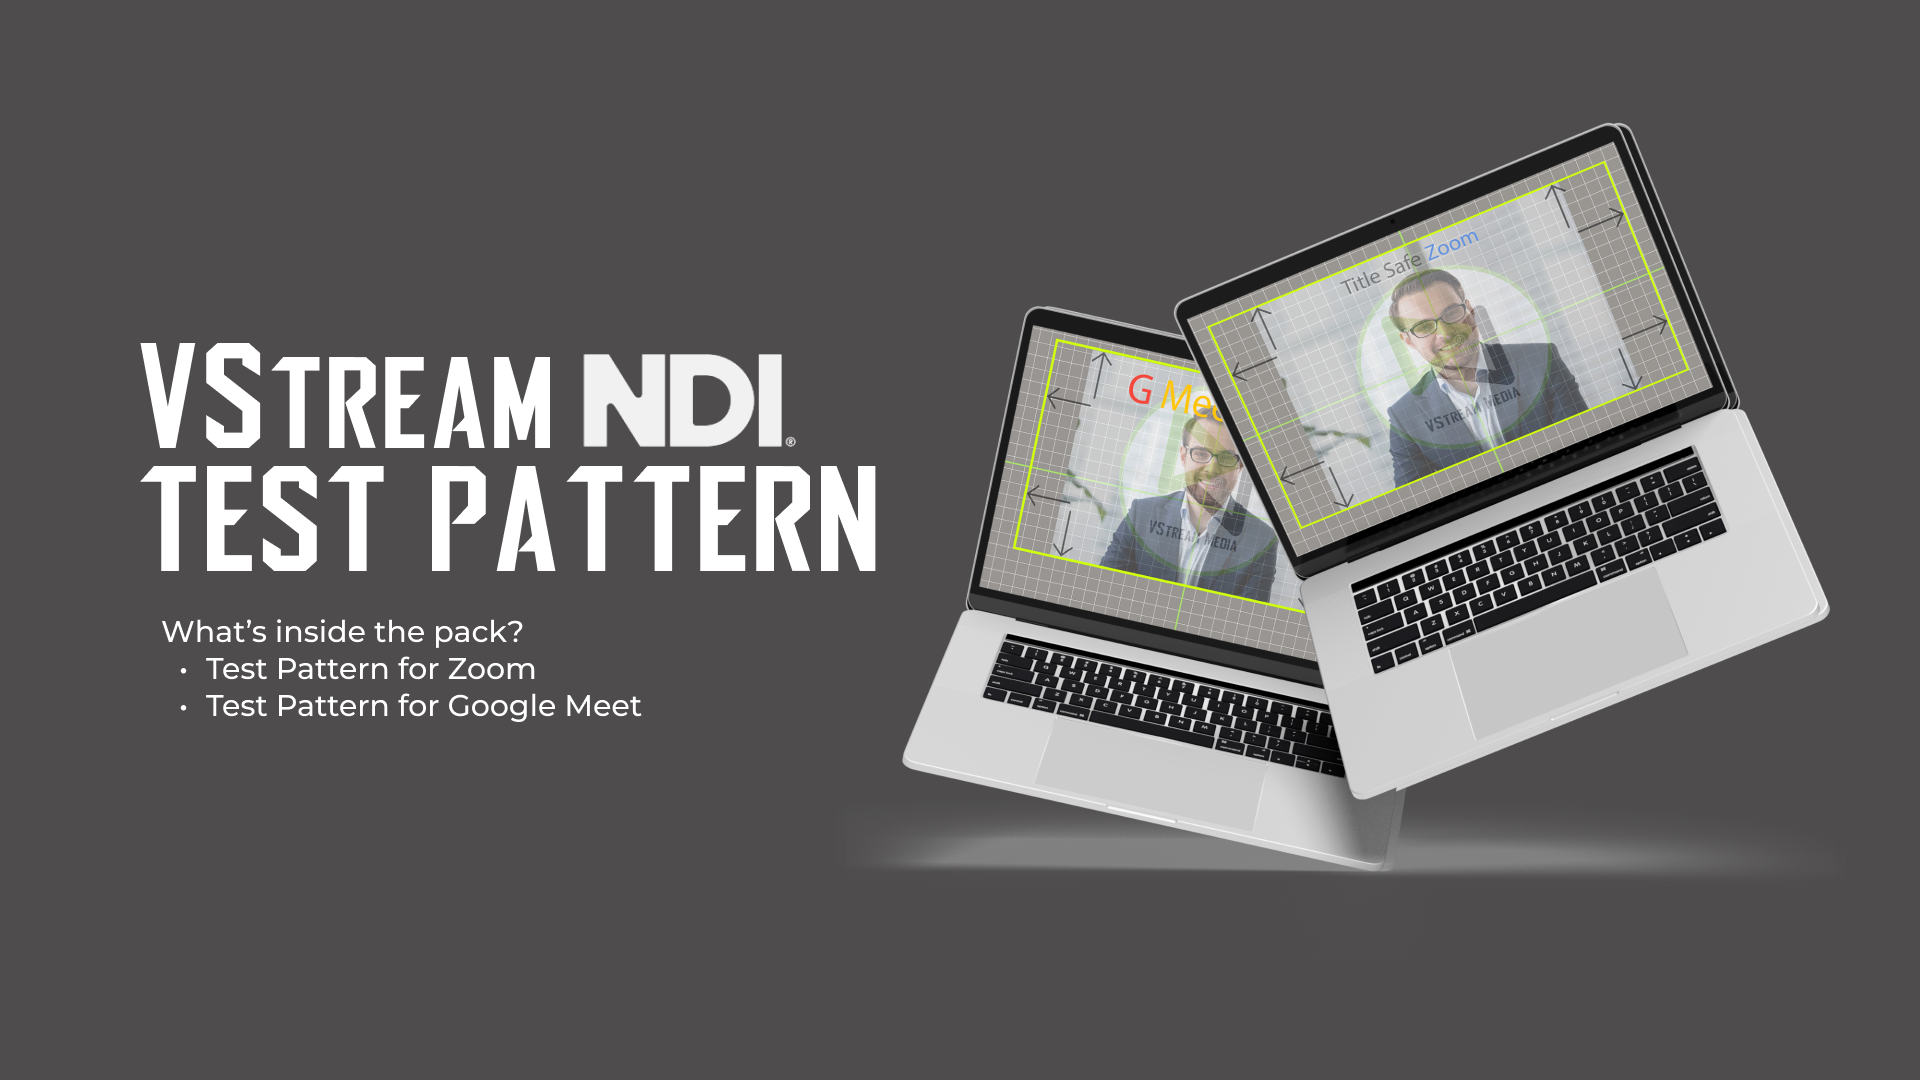 VSTREAM NDI®
TEST PATTERN
What's inside the pack?
• Test Pattern for Zoom
• Test Pattern for Google Meet
G Mee
VSTREAM MEDIA
Title Safe Zoom
VSTREAM MEDIA